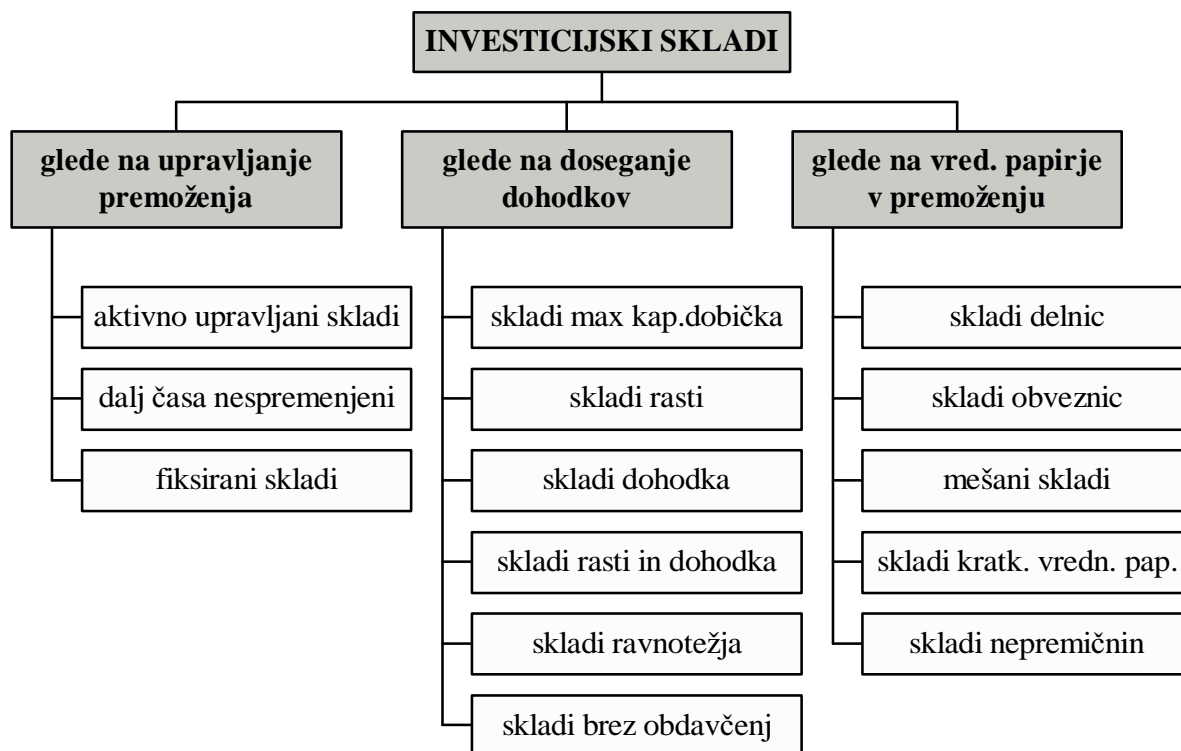 INVESTICIJSKI SKLADI
glede na upravljanje
premoženja
aktivno upravljani skladi
dalj časa nespremenjeni
fiksirani skladi
glede na doseganje
dohodkov
skladi max kap.dobička
skladi rasti
skladi dohodka
skladi rasti in dohodka
skladi ravnotežja
skladi brez obdavčenj
glede na vred. papirje
v premoženju
skladi delnic
skladi obveznic
mešani skladi
skladi kratk. vredn. pap.
skladi nepremičnin